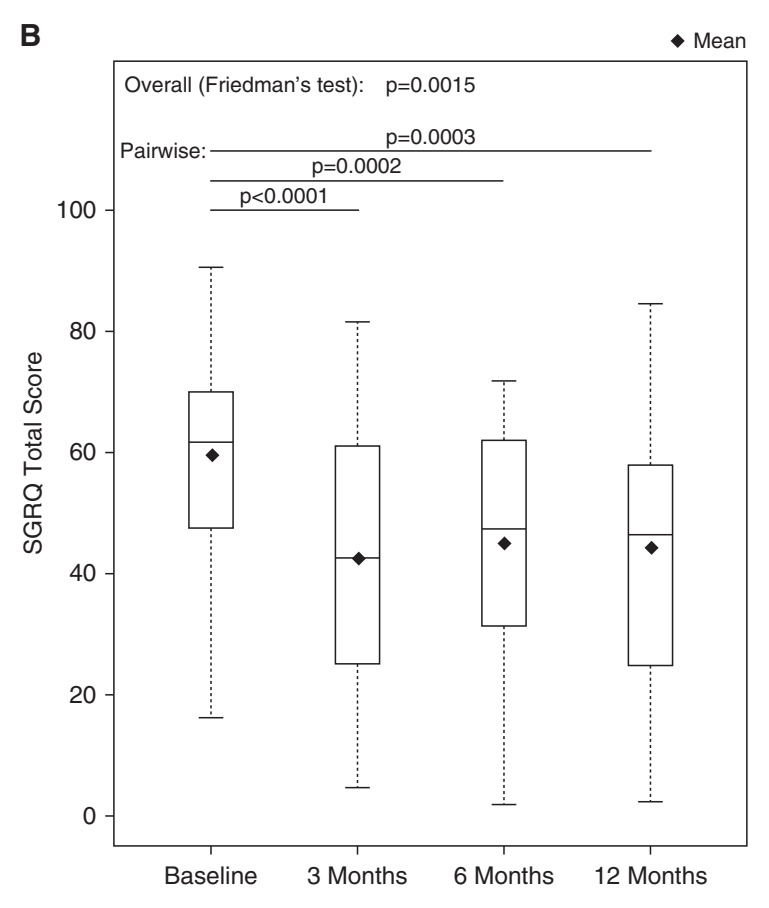 B
Mean
Overall (Friedman's test): p=0.0015
p=0.0003
Pairwise:
p=0.0002
p<0.0001
100
80
60
40
20
0
SGRQ Total Score
Baseline 3 Months 6 Months 12 Months